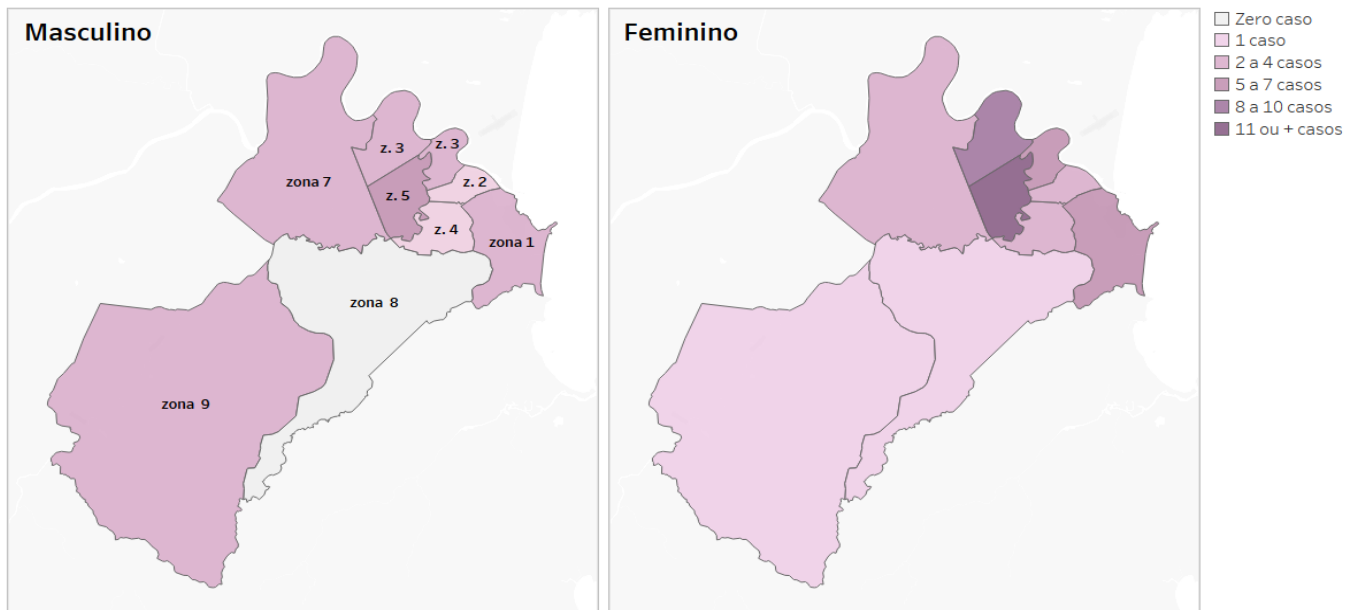 Masculino
z. 3
z. 3
zona 7
z. 5
z. 2
z. 4
zona 1
zona 8
zona 9
Feminino
Zero caso
1 caso
2 a 4 casos
5 a 7 casos
8 a 10 casos
11 ou + casos